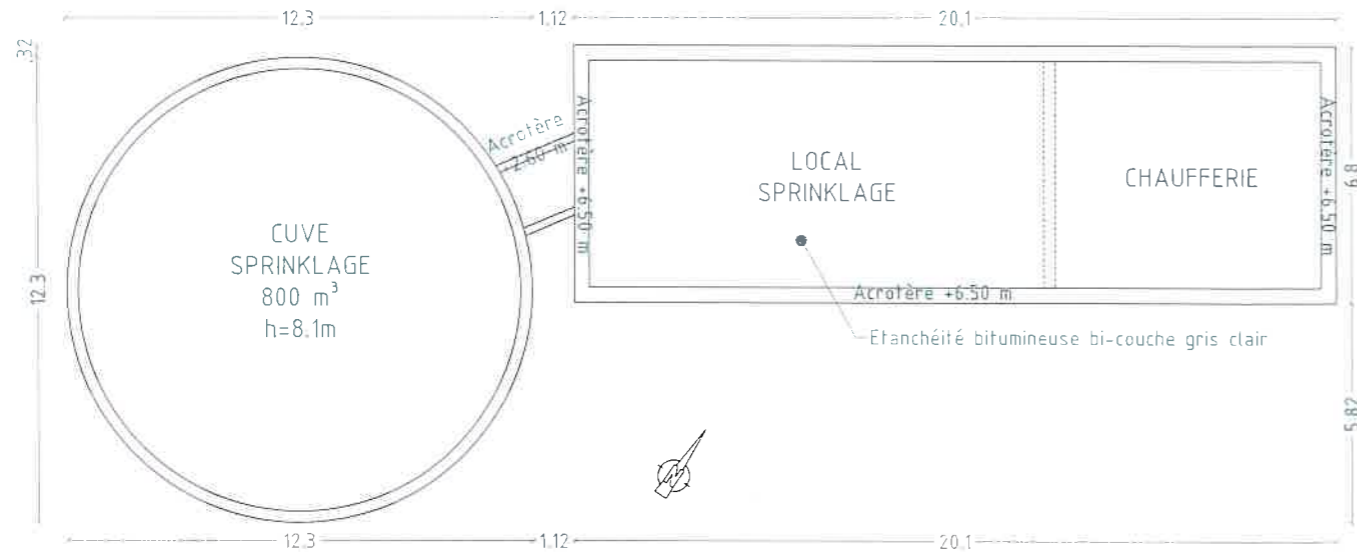 12.3
1.12
20.1
.32
12.3
Acrotère
-2.60 m
Acrotère +6.50 m
LOCAL
SPRINKLAGE
CHAUFFERIE
Acrotère +6.50 m
6.8
CUVE
SPRINKLAGE
800 m³
h=8.1m
Acrotère +6.50 m
Etanchéité bitumineuse bi-couche gris clair
5.82
N
12.3
1.12
20.1